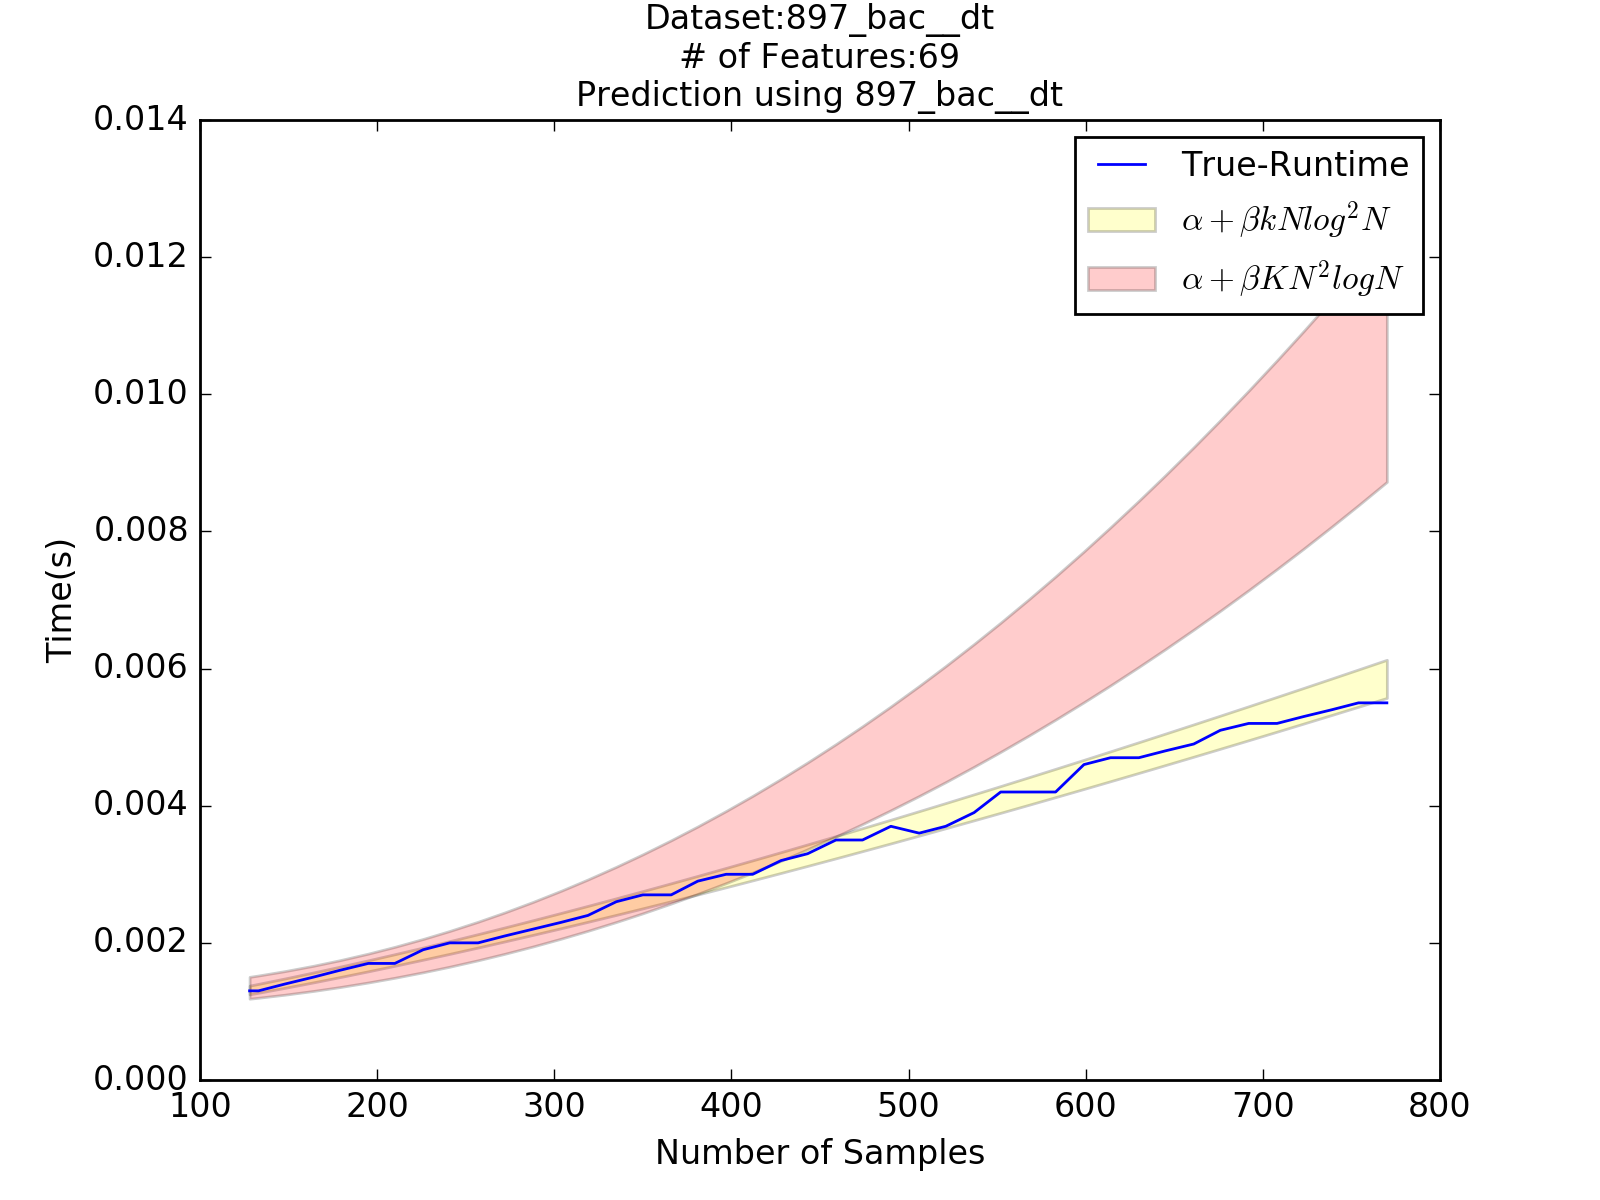 Dataset:897_bac__dt
# of Features:69
Prediction using 897_bac__dt
0.014
0.012
0.010
0.008
0.006
0.004
0.002
0.000
Time(s)
True-Runtime
α + βkNlog²N
α + βKN²logN
100 200 300 400 500 600 700 800
Number of Samples